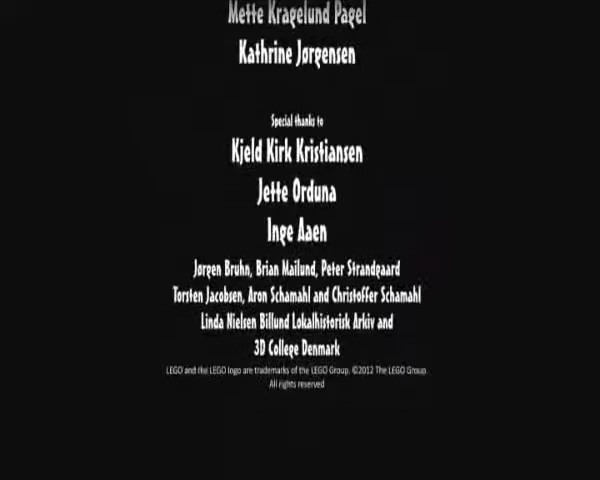 Mette Kragelund Pagel
Kathrine Jørgensen
Special thanks to
Kjeld Kirk Kristiansen
Jette Orduna
Inge Aaen
Jørgen Bruhn, Brian Mailund, Peter Strandgaard
Torsten Jacobsen, Aron Schamahl and Christoffer Schamahl
Linda Nielsen Billund Lokalhistorisk Arkiv and
3D College Denmark
LEGO and the LEGO logo are trademarks of the LEGO Group. ©2012 The LEGO Group.
All rights reserved